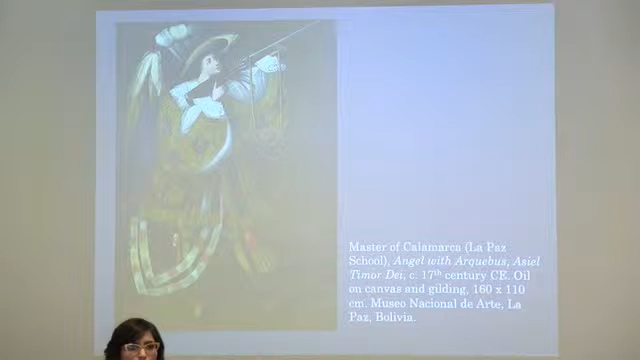 Master of Calamarca (La Paz
School), Angel with Arquebus, Asiel
Timor Dei, c. 17th century CE. Oil
on canvas and gilding, 160 x 110
cm. Museo Nacional de Arte, La
Paz, Bolivia.